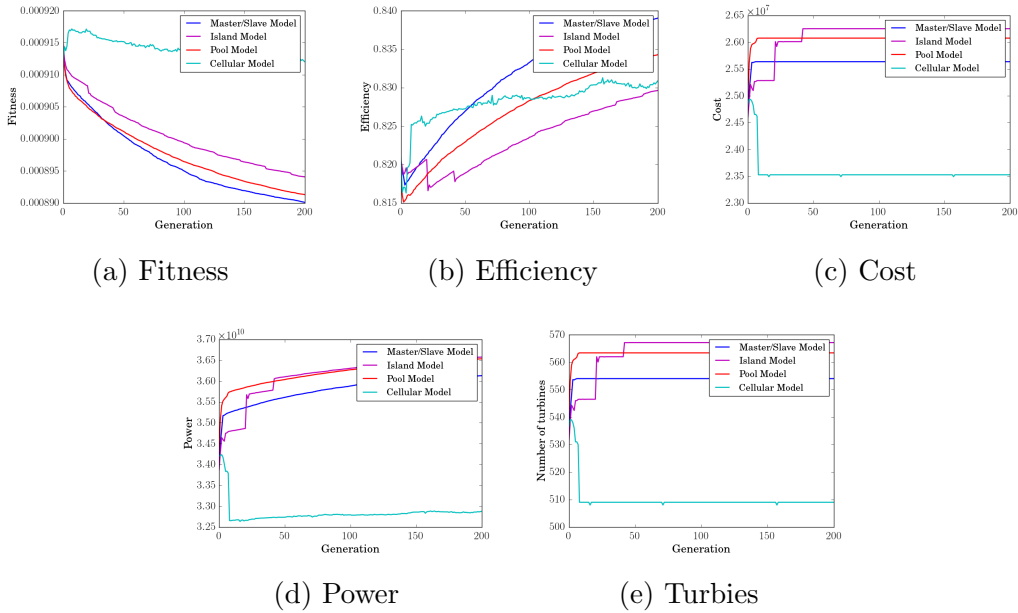 0.000920
0.000915
0.000910
0.000905
0.000900
0.000895
0.000890
Fitness
0 50 100 150 200
Generation
Master/Slave Model
Island Model
Pool Model
Cellular Model
(a) Fitness
0.840
0.835
0.830
0.825
0.820
0.815
Efficiency
0 50 100 150 200
Generation
Master/Slave Model
Island Model
Pool Model
Cellular Model
(b) Efficiency
×10⁷
2.65
2.60
2.55
2.50
2.45
2.40
2.35
2.30
Cost
0 50 100 150 200
Generation
Master/Slave Model
Island Model
Pool Model
Cellular Model
(c) Cost
×10¹⁰
3.70
3.65
3.60
3.55
3.50
3.45
3.40
3.35
3.30
3.25
Power
0 50 100 150 200
Generation
Master/Slave Model
Island Model
Pool Model
Cellular Model
(d) Power
570
560
550
540
530
520
510
500
Number of turbines
0 50 100 150 200
Generation
Master/Slave Model
Island Model
Pool Model
Cellular Model
(e) Turbies